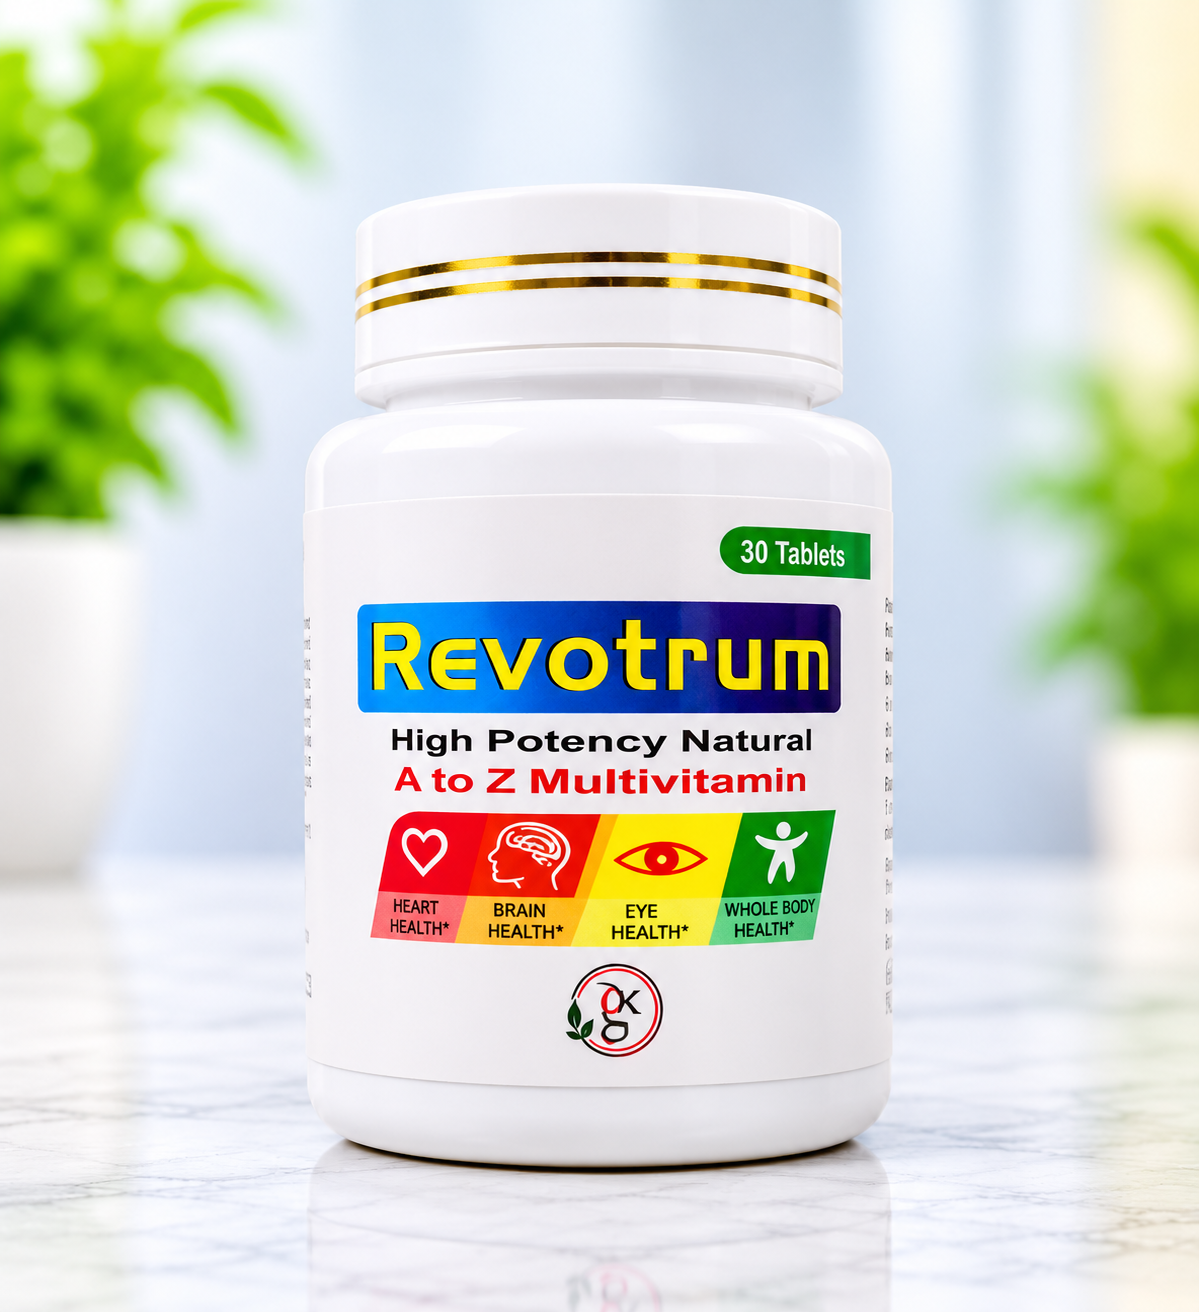 30 Tablets
Revotrum
High Potency Natural
A to Z Multivitamin
HEART
HEALTH*
BRAIN
HEALTH*
EYE
HEALTH*
WHOLE BODY
HEALTH*